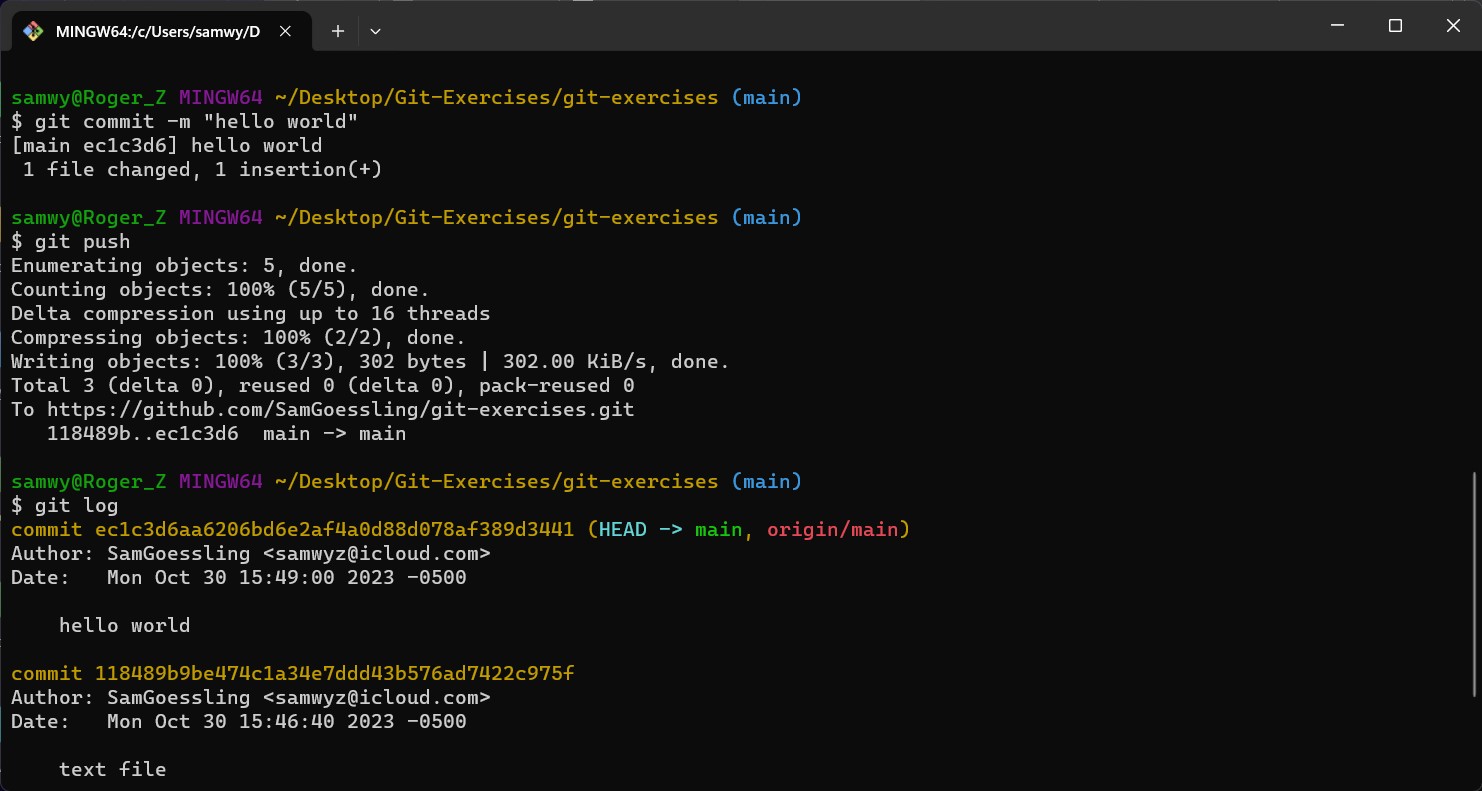 MINGW64:/c/Users/samwy/D
samwy@Roger_Z MINGW64 ~/Desktop/Git-Exercises/git-exercises (main)
$ git commit -m "hello world"
[main ec1c3d6] hello world
 1 file changed, 1 insertion(+)
samwy@Roger_Z MINGW64 ~/Desktop/Git-Exercises/git-exercises (main)
$ git push
Enumerating objects: 5, done.
Counting objects: 100% (5/5), done.
Delta compression using up to 16 threads
Compressing objects: 100% (2/2), done.
Writing objects: 100% (3/3), 302 bytes | 302.00 KiB/s, done.
Total 3 (delta 0), reused 0 (delta 0), pack-reused 0
To https://github.com/SamGoessling/git-exercises.git
   118489b..ec1c3d6  main -> main
samwy@Roger_Z MINGW64 ~/Desktop/Git-Exercises/git-exercises (main)
$ git log
commit ec1c3d6aa6206bd6e2af4a0d88d078af389d3441 (HEAD -> main, origin/main)
Author: SamGoessling <samwyz@icloud.com>
Date:   Mon Oct 30 15:49:00 2023 -0500
    hello world
commit 118489b9be474c1a34e7ddd43b576ad7422c975f
Author: SamGoessling <samwyz@icloud.com>
Date:   Mon Oct 30 15:46:40 2023 -0500
    text file